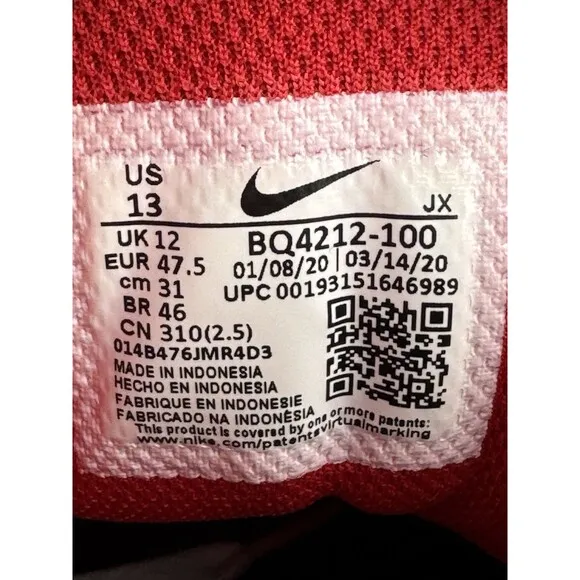 US
13
JX
UK 12
BQ4212-100
EUR 47.5
01/08/20 | 03/14/20
cm 31
UPC 00193151646989
BR 46
CN 310(2.5)
014B476JMR4D3
MADE IN INDONESIA
HECHO EN INDONESIA
FABRIQUE EN INDONESIE
FABRICADO NA INDONÈSIA
This product is covered by one or more patents:
www.nike.com/patentsvirtualmarking